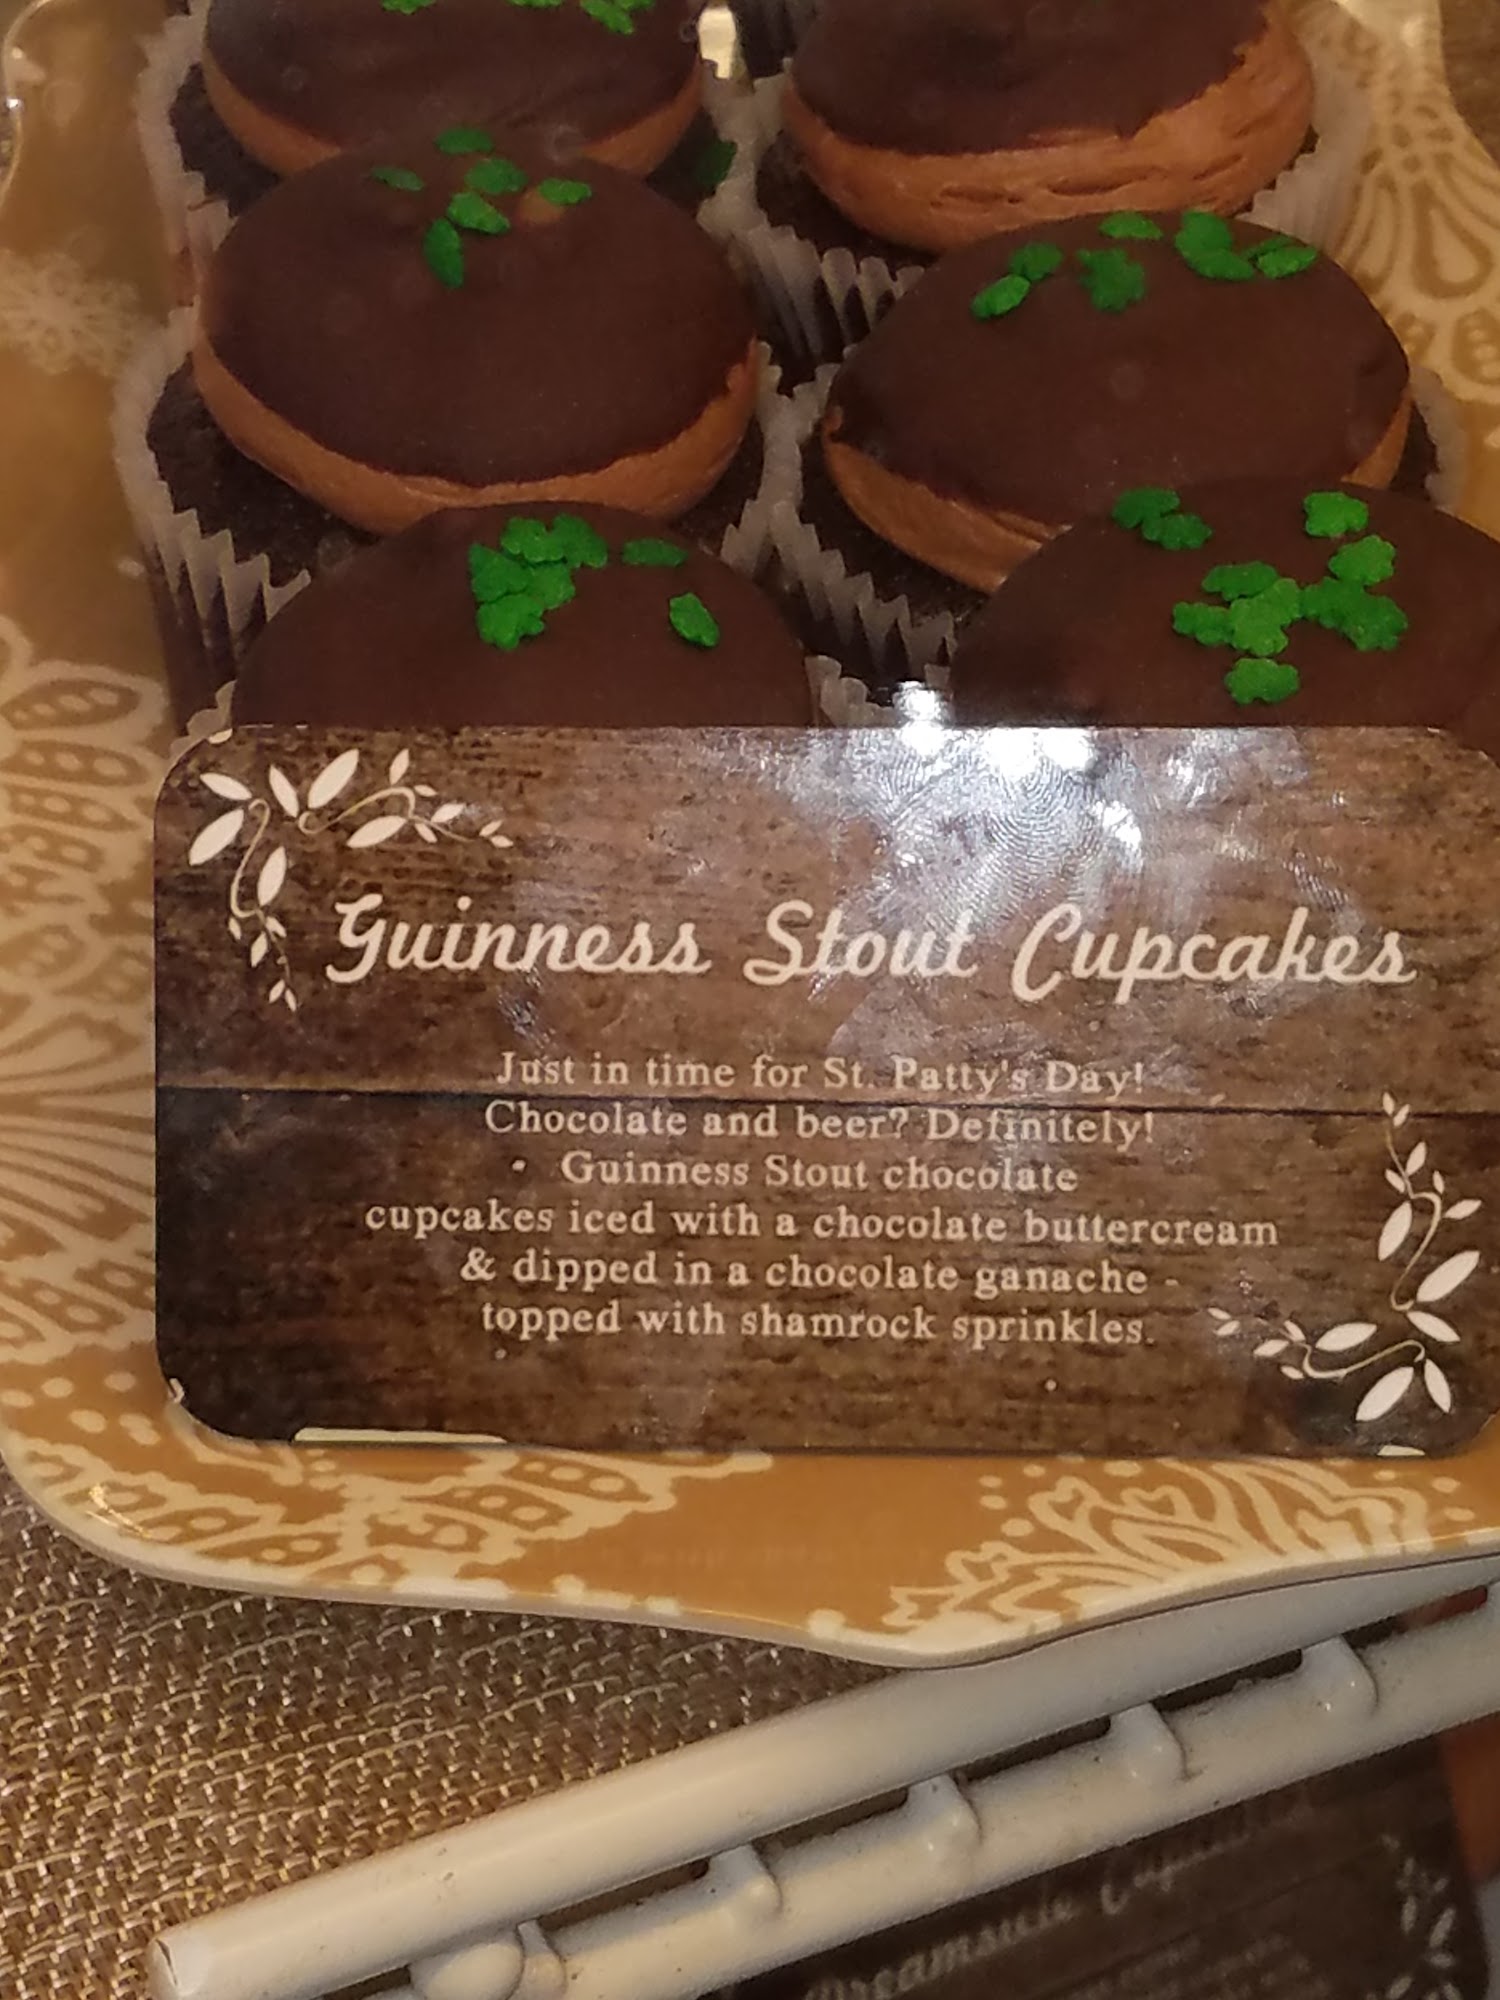 Guinness Stout Cupcakes
Just in time for St. Patty's Day!
Chocolate and beer? Definitely!
• Guinness Stout chocolate
cupcakes iced with a chocolate buttercream
& dipped in a chocolate ganache -
topped with shamrock sprinkles.